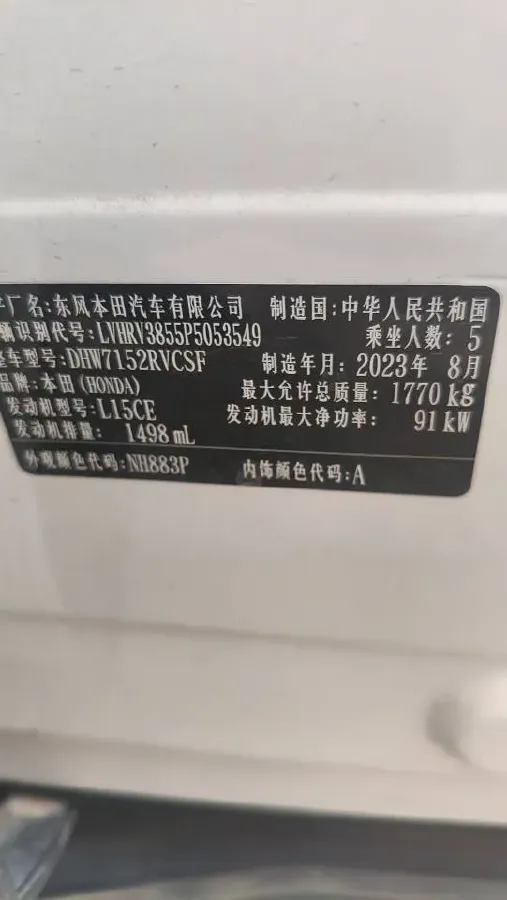 厂名:东风本田汽车有限公司 制造国:中华人民共和国
辆识别代号:LVHRV3855P5053549 乘坐人数:5
整车型号:DHW7152RVCSF 制造年月:2023年 8月
品牌:本田(HONDA) 最大允许总质量:1770kg
发动机型号:L15CE 发动机最大净功率: 91kW
发动机排量: 1498mL
外观颜色代码:NH883P 内饰颜色代码:A